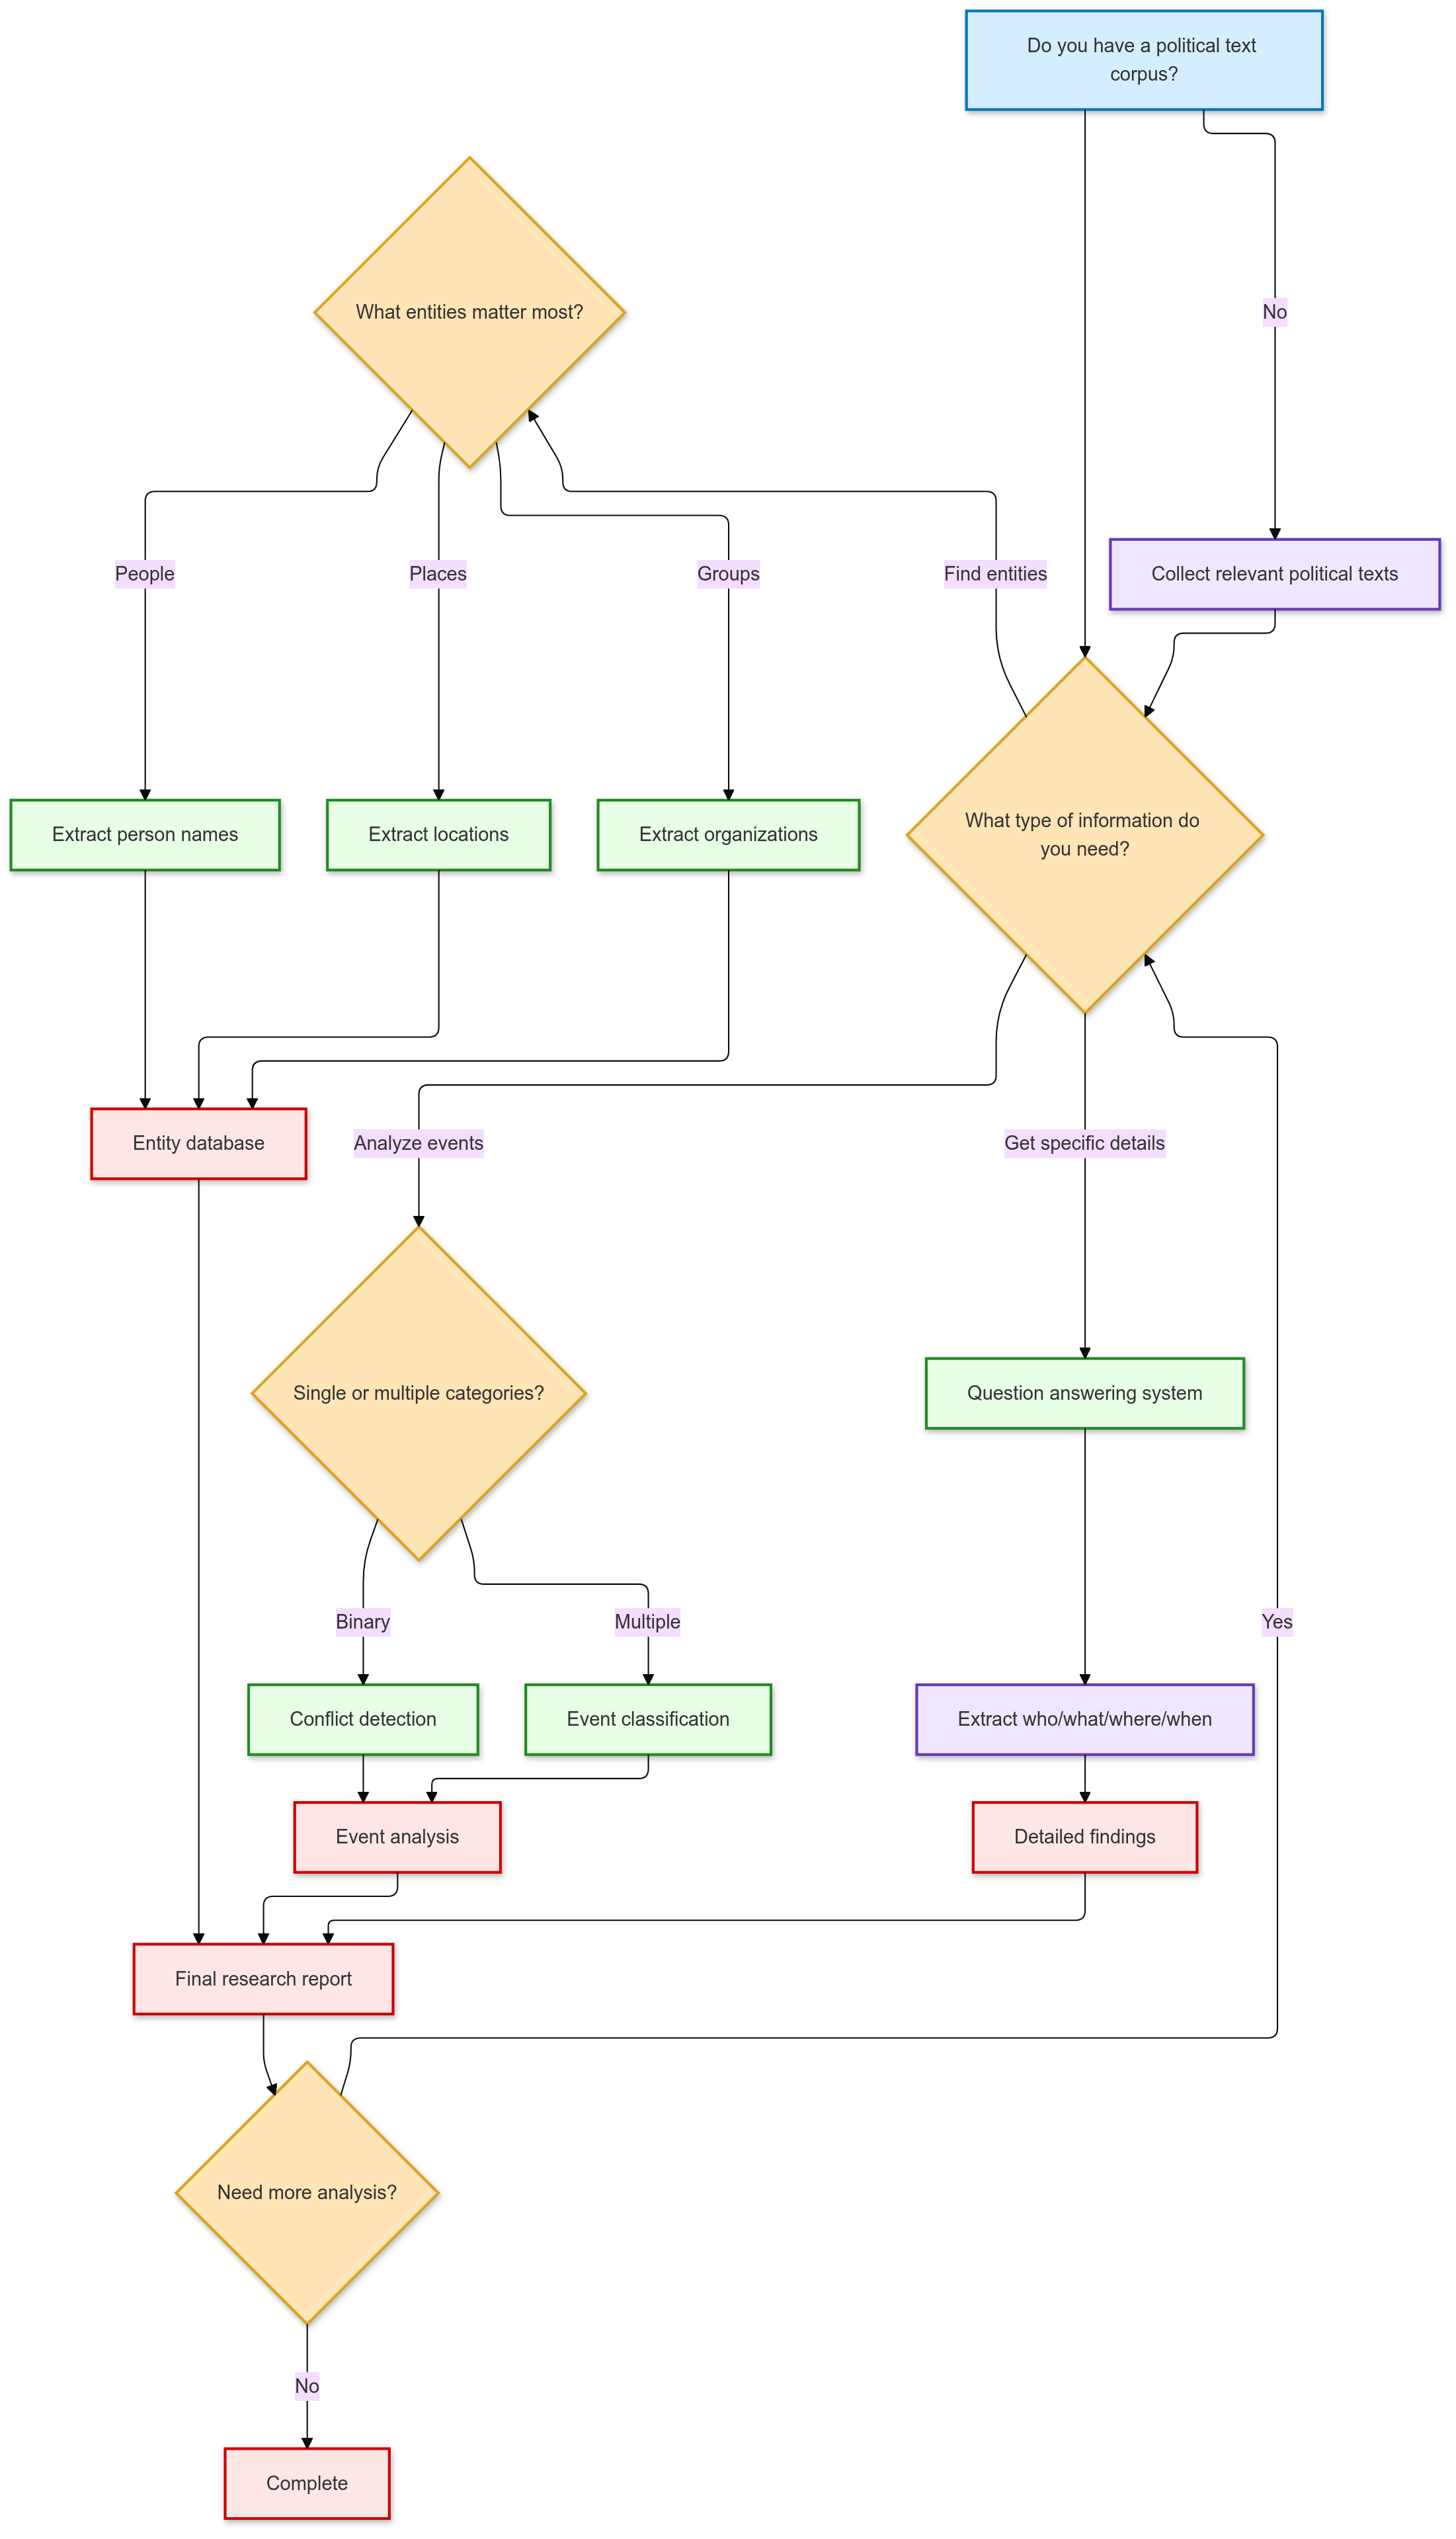 Do you have a political text
corpus?
What entities matter most?
No
People
Places
Groups
Find entities
Collect relevant political texts
Extract person names
Extract locations
Extract organizations
What type of information do
you need?
Entity database
Analyze events
Get specific details
Single or multiple categories?
Question answering system
Binary
Multiple
Yes
Conflict detection
Event classification
Extract who/what/where/when
Event analysis
Detailed findings
Final research report
Need more analysis?
No
Complete